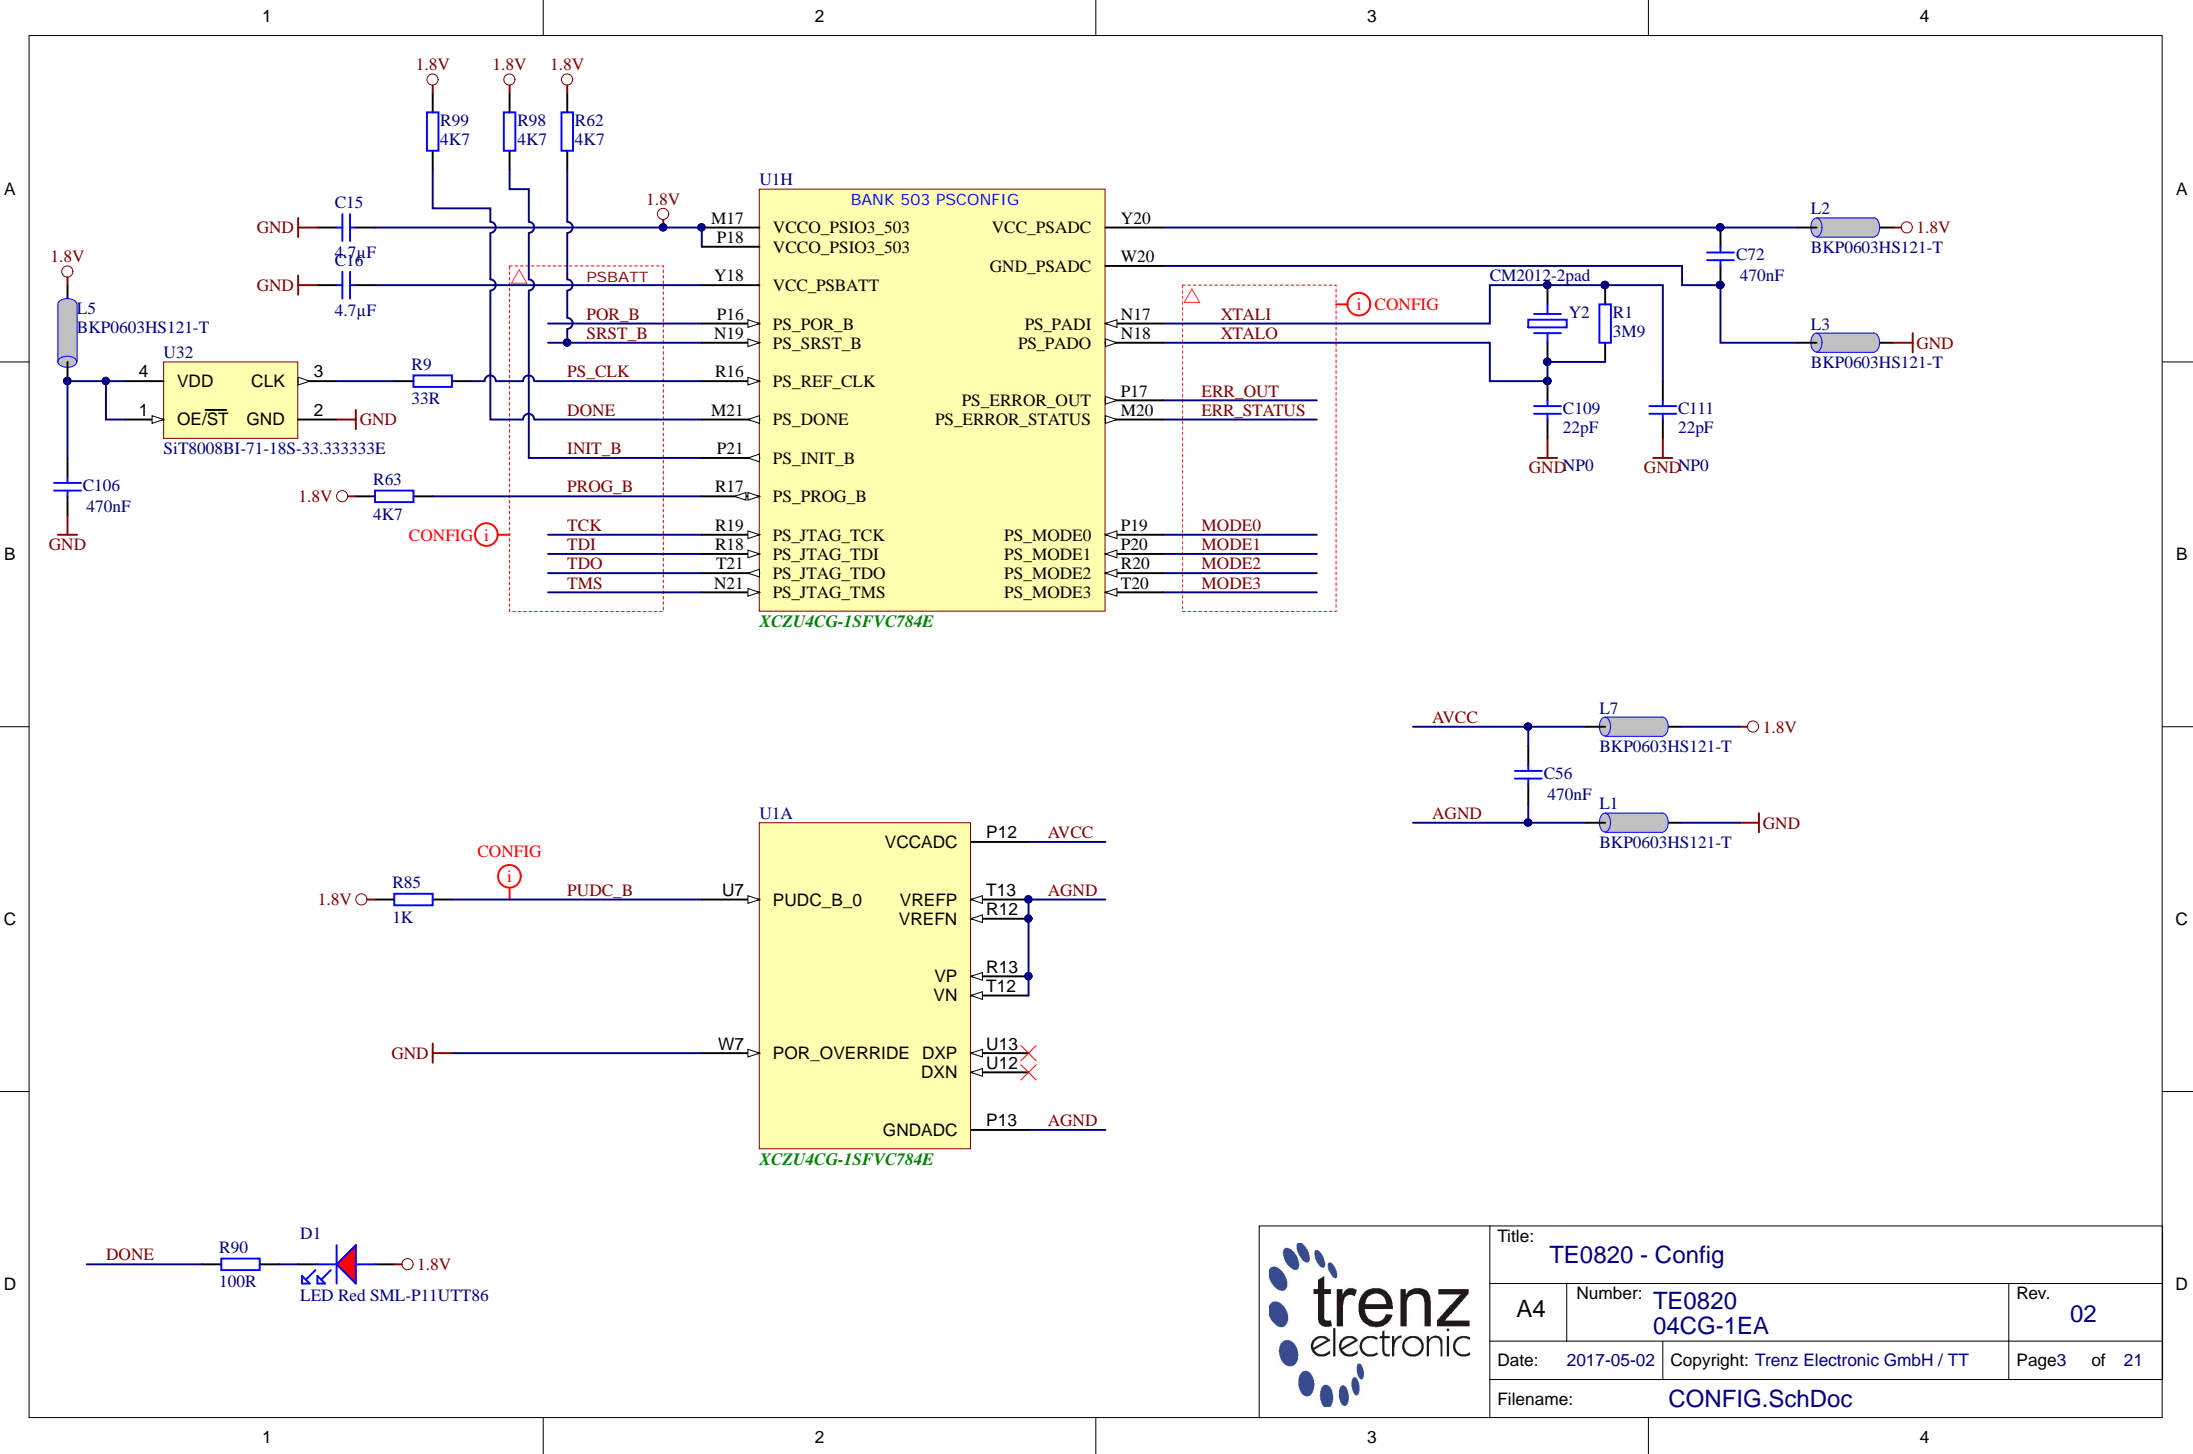 1 2 3 4
A
B
C
D
A
B
C
D
1.8V 1.8V 1.8V
R99
4K7
R98
4K7
R62
4K7
C15
GND
4.7µF
C16
GND
4.7µF
1.8V
1.8V
L5
BKP0603HS121-T
U32
4 VDD CLK 3
1 OE/ST GND 2 GND
SiT8008BI-71-18S-33.333333E
C106
470nF
GND
R9
33R
1.8V
R63
4K7
CONFIG i
PSBATT
POR_B
SRST_B
PS_CLK
DONE
INIT_B
PROG_B
TCK
TDI
TDO
TMS
U1H
BANK 503 PSCONFIG
M17 VCCO_PSIO3_503
P18 VCCO_PSIO3_503
Y18 VCC_PSBATT
P16 PS_POR_B
N19 PS_SRST_B
R16 PS_REF_CLK
M21 PS_DONE
P21 PS_INIT_B
R17 PS_PROG_B
R19 PS_JTAG_TCK
R18 PS_JTAG_TDI
T21 PS_JTAG_TDO
N21 PS_JTAG_TMS
VCC_PSADC Y20
GND_PSADC W20
PS_PADI N17 XTALI
PS_PADO N18 XTALO
PS_ERROR_OUT P17 ERR_OUT
PS_ERROR_STATUS M20 ERR_STATUS
PS_MODE0 P19 MODE0
PS_MODE1 P20 MODE1
PS_MODE2 R20 MODE2
PS_MODE3 T20 MODE3
XCZU4CG-1SFVC784E
i CONFIG
CM2012-2pad
Y2
R1
3M9
C109
22pF
GND NP0
C111
22pF
GND NP0
C72
470nF
L2
1.8V
BKP0603HS121-T
L3
GND
BKP0603HS121-T
AVCC
L7
1.8V
BKP0603HS121-T
C56
470nF
AGND
L1
GND
BKP0603HS121-T
U1A
VCCADC P12 AVCC
CONFIG
i
1.8V
R85
1K
PUDC_B U7 PUDC_B_0
VREFP T13 AGND
VREFN R12
VP R13
VN T12
GND W7 POR_OVERRIDE
DXP U13
DXN U12
GNDADC P13 AGND
XCZU4CG-1SFVC784E
DONE
R90
100R
D1
1.8V
LED Red SML-P11UTT86
trenz
electronic
Title:
TE0820 - Config
A4
Number: TE0820
04CG-1EA
Rev.
02
Date: 2017-05-02 Copyright: Trenz Electronic GmbH / TT Page3 of 21
Filename: CONFIG.SchDoc
1 2 3 4